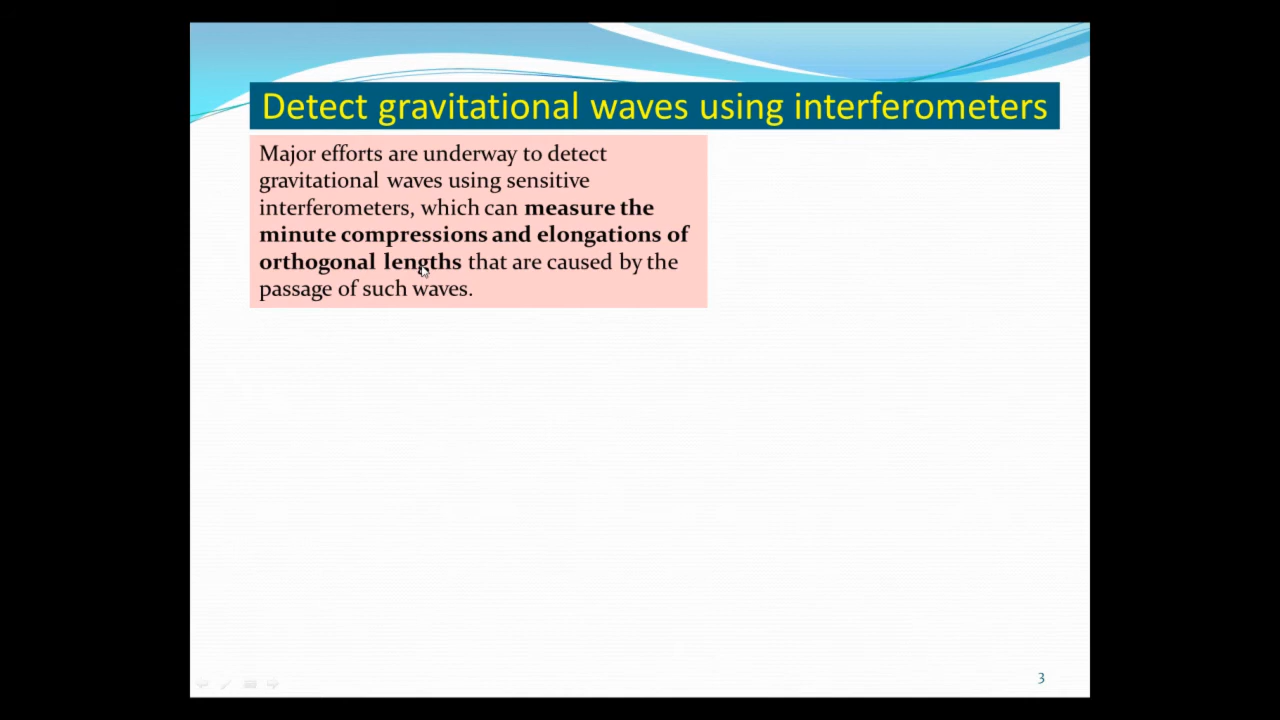 Detect gravitational waves using interferometers
Major efforts are underway to detect
gravitational waves using sensitive
interferometers, which can measure the
minute compressions and elongations of
orthogonal lengths that are caused by the
passage of such waves.
3